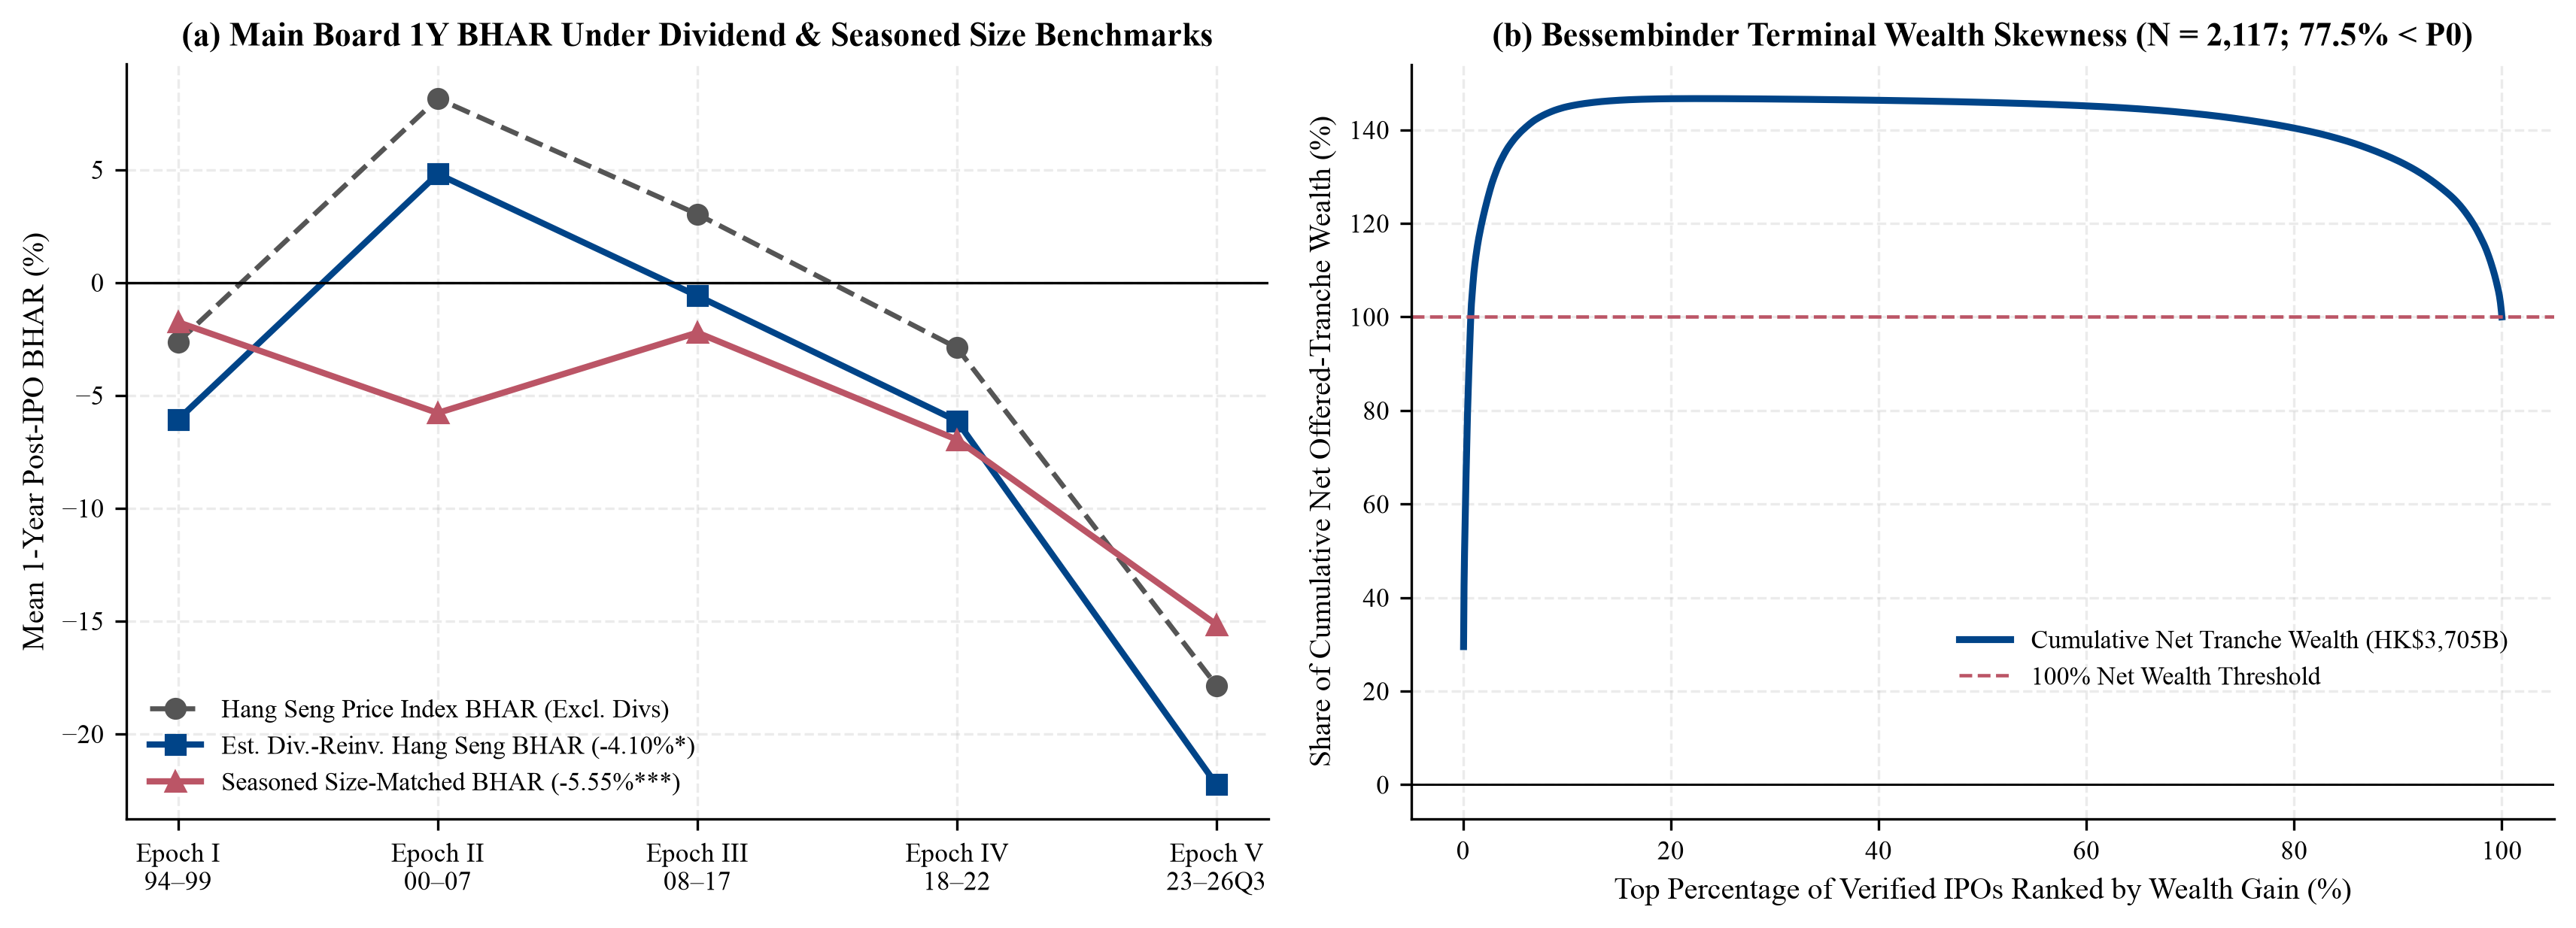 (a) Main Board 1Y BHAR Under Dividend & Seasoned Size Benchmarks
Mean 1-Year Post-IPO BHAR (%)
5
0
−5
−10
−15
−20
Hang Seng Price Index BHAR (Excl. Divs)
Est. Div.-Reinv. Hang Seng BHAR (-4.10%*)
Seasoned Size-Matched BHAR (-5.55%***)
Epoch I
94–99
Epoch II
00–07
Epoch III
08–17
Epoch IV
18–22
Epoch V
23–26Q3
(b) Bessembinder Terminal Wealth Skewness (N = 2,117; 77.5% < P0)
Share of Cumulative Net Offered-Tranche Wealth (%)
140
120
100
80
60
40
20
0
Cumulative Net Tranche Wealth (HK$3,705B)
100% Net Wealth Threshold
0 20 40 60 80 100
Top Percentage of Verified IPOs Ranked by Wealth Gain (%)